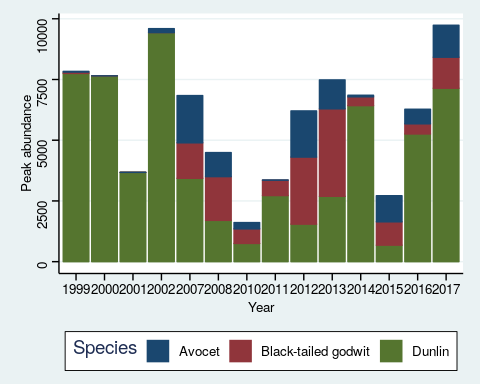 10000
7500
5000
2500
0
Peak abundance
1999 2000 2001 2002 2007 2008 2010 2011 2012 2013 2014 2015 2016 2017
Year
Species Avocet Black-tailed godwit Dunlin